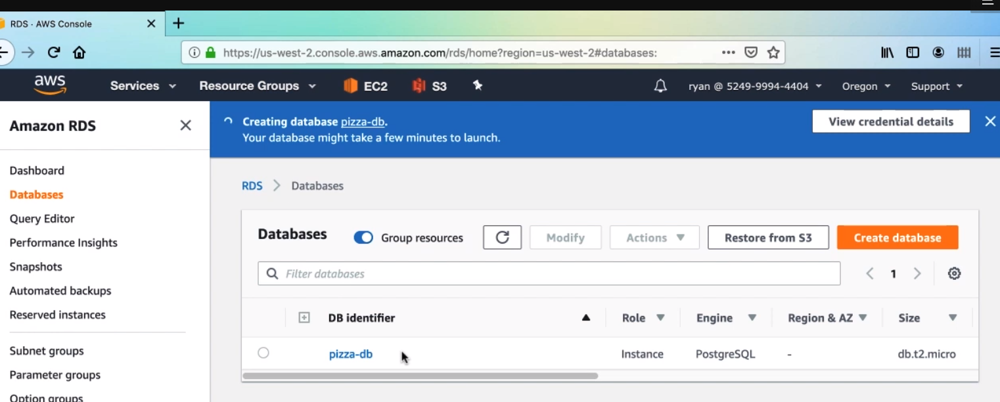 RDS · AWS Console
https://us-west-2.console.aws.amazon.com/rds/home?region=us-west-2#databases:
aws
Services
Resource Groups
EC2
S3
ryan @ 5249-9994-4404
Oregon
Support
Amazon RDS
Creating database pizza-db.
Your database might take a few minutes to launch.
View credential details
Dashboard
Databases
Query Editor
Performance Insights
Snapshots
Automated backups
Reserved instances
Subnet groups
Parameter groups
Option groups
RDS
Databases
Databases
Group resources
Modify
Actions
Restore from S3
Create database
Filter databases
1
DB identifier
Role
Engine
Region & AZ
Size
pizza-db
Instance
PostgreSQL
-
db.t2.micro